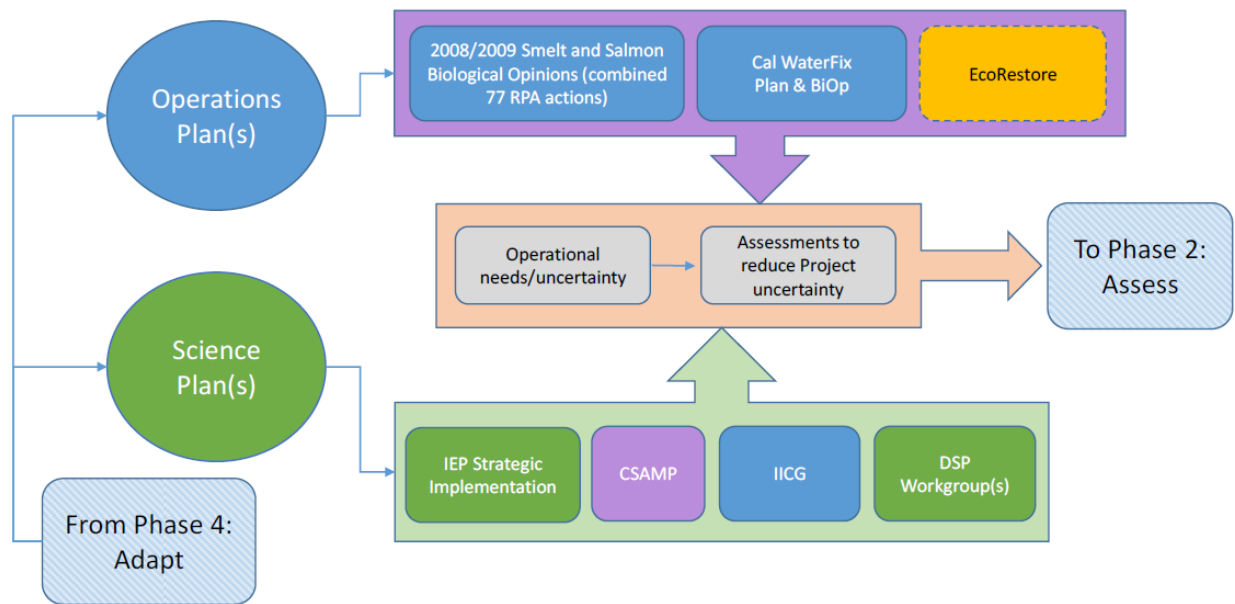 Operations
Plan(s)
2008/2009 Smelt and Salmon
Biological Opinions (combined
77 RPA actions)
Cal WaterFix
Plan & BiOp
EcoRestore
Operational
needs/uncertainty
Assessments to
reduce Project
uncertainty
To Phase 2:
Assess
Science
Plan(s)
IEP Strategic
Implementation
CSAMP
IICG
DSP
Workgroup(s)
From Phase 4:
Adapt